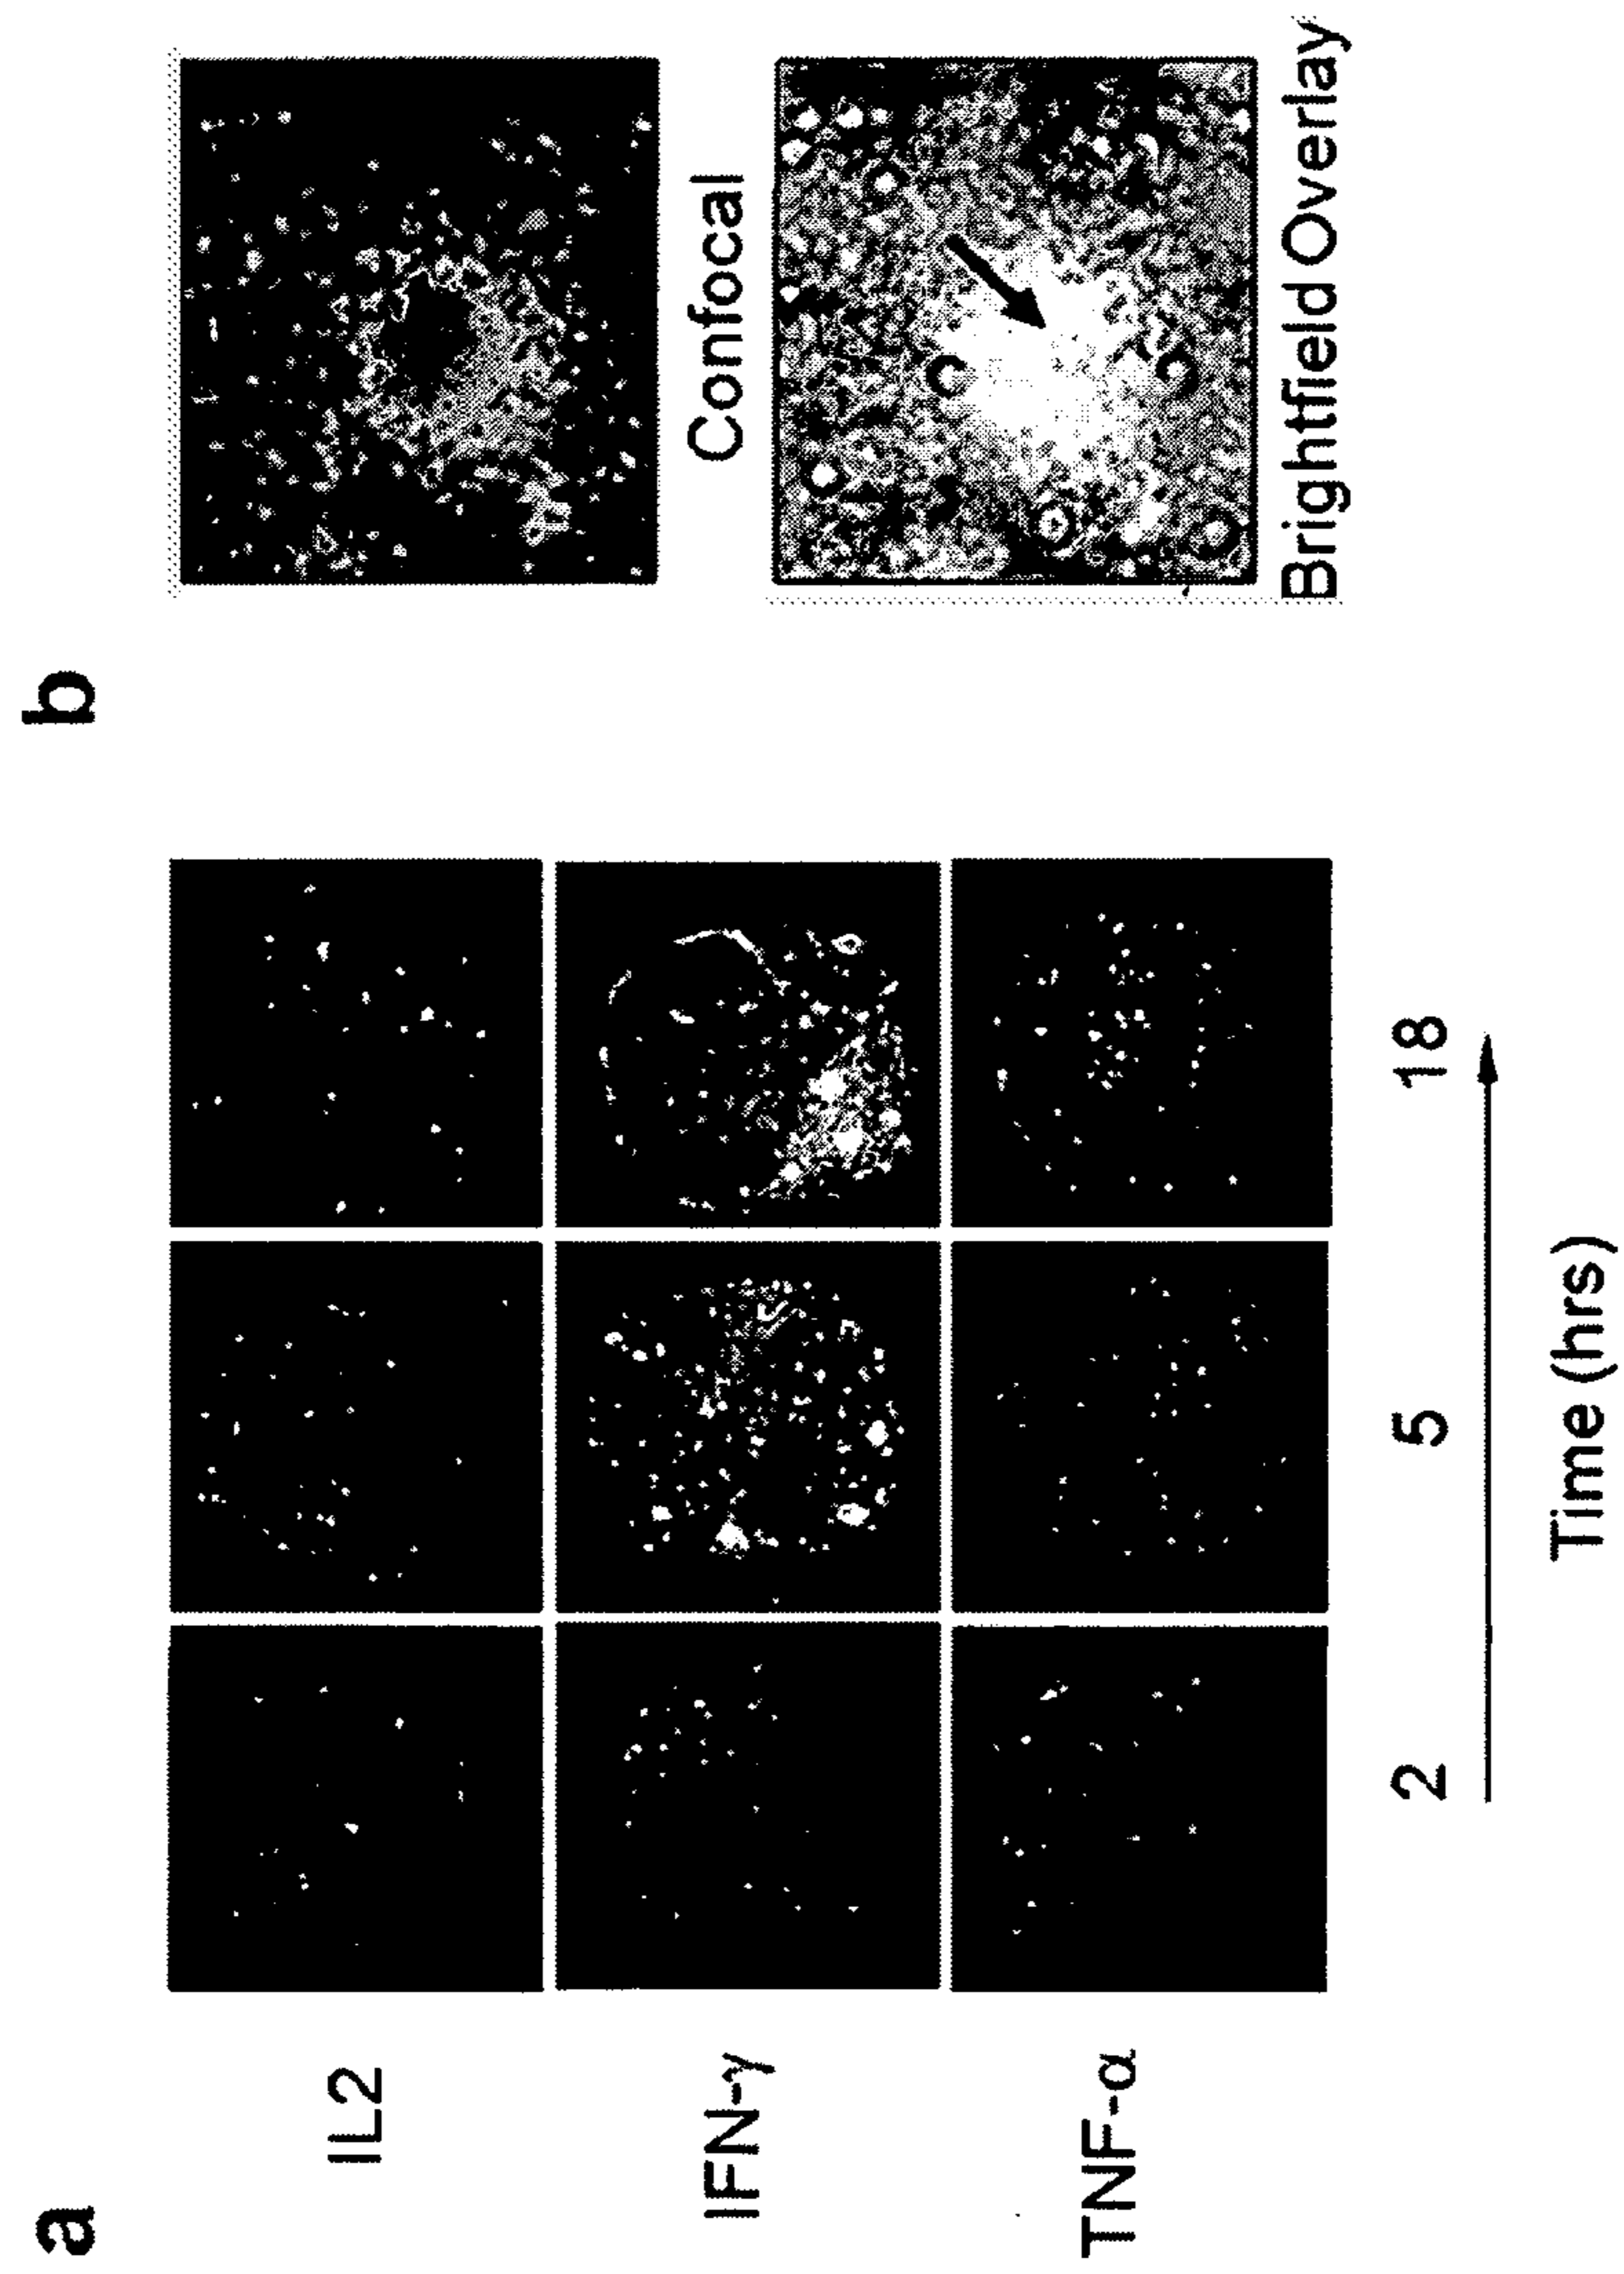 a
b
IL2
IFN-γ
TNF-α
2
5
18
Time (hrs)
Confocal
Brightfield Overlay